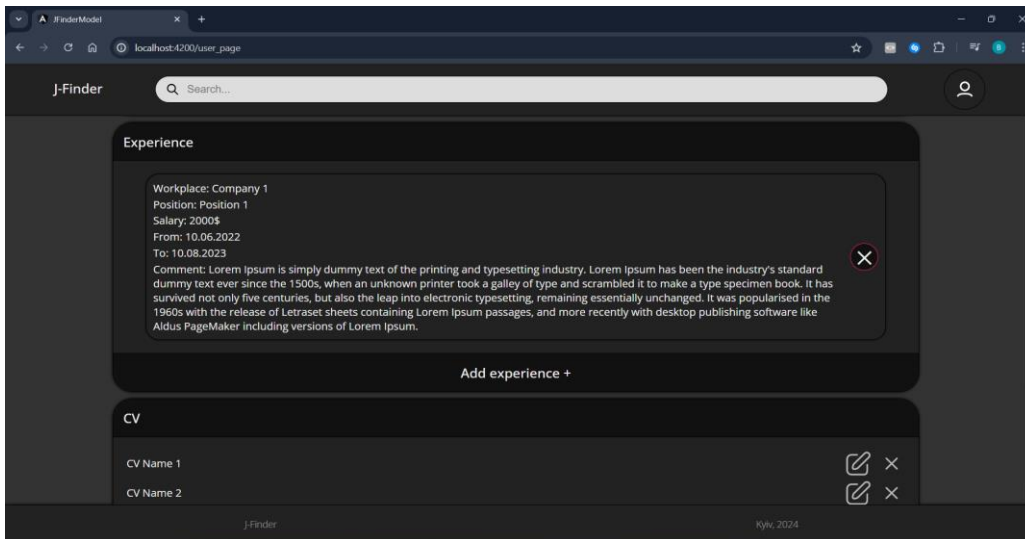 JFinderModel
localhost:4200/user_page
J-Finder
Search...
Experience
Workplace: Company 1
Position: Position 1
Salary: 2000$
From: 10.06.2022
To: 10.08.2023
Comment: Lorem Ipsum is simply dummy text of the printing and typesetting industry. Lorem Ipsum has been the industry's standard
dummy text ever since the 1500s, when an unknown printer took a galley of type and scrambled it to make a type specimen book. It has
survived not only five centuries, but also the leap into electronic typesetting, remaining essentially unchanged. It was popularised in the
1960s with the release of Letraset sheets containing Lorem Ipsum passages, and more recently with desktop publishing software like
Aldus PageMaker including versions of Lorem Ipsum.
Add experience +
CV
CV Name 1
CV Name 2
J-Finder
Kyiv, 2024